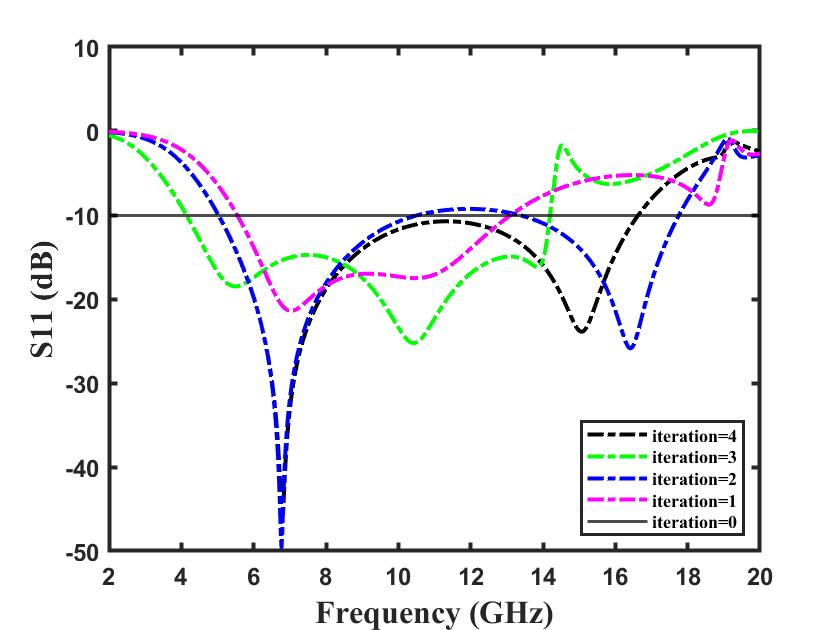 10
0
-10
-20
-30
-40
-50
S11 (dB)
iteration=4
iteration=3
iteration=2
iteration=1
iteration=0
2 4 6 8 10 12 14 16 18 20
Frequency (GHz)